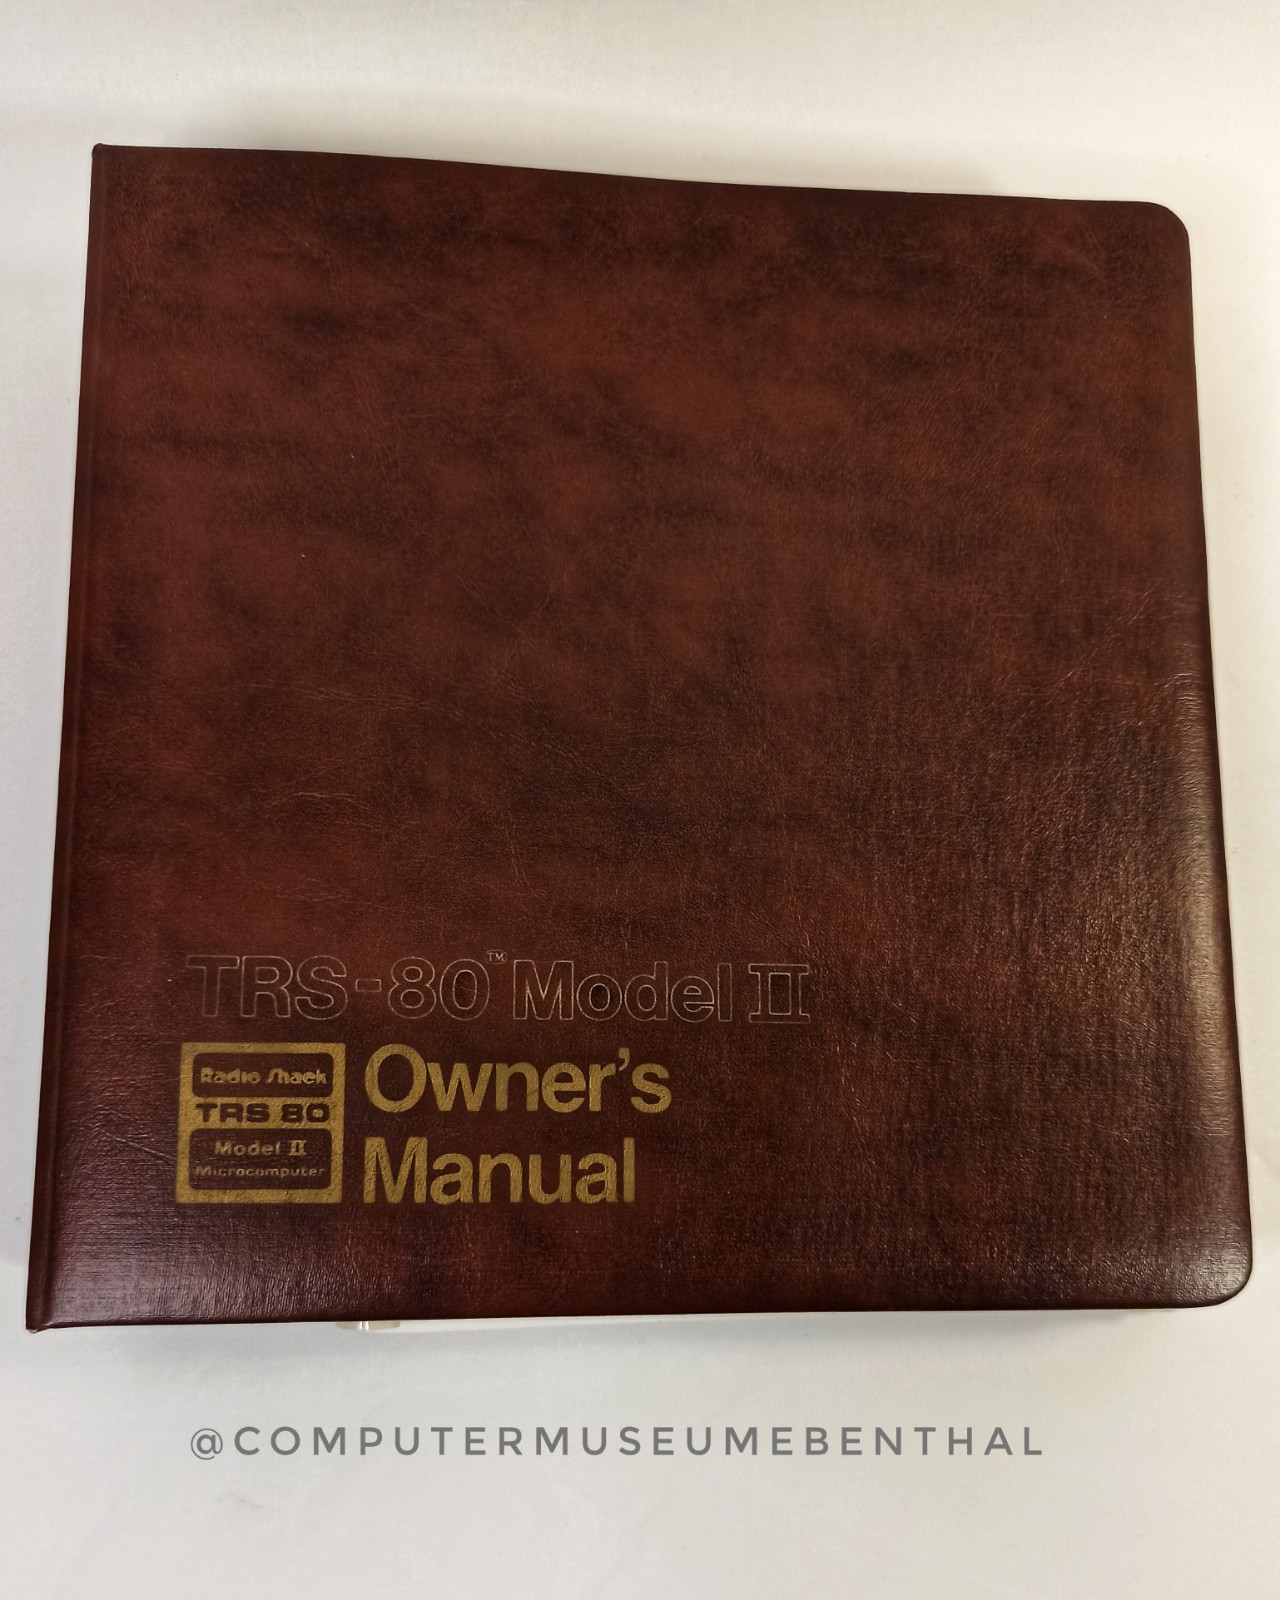 TRS-80™ Model II
Radio Shack
TRS 80
Model II
Microcomputer
Owner's
Manual
@COMPUTERMUSEUMEBENTHAL